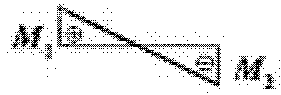 M₁ ⊕
⊖ M₂